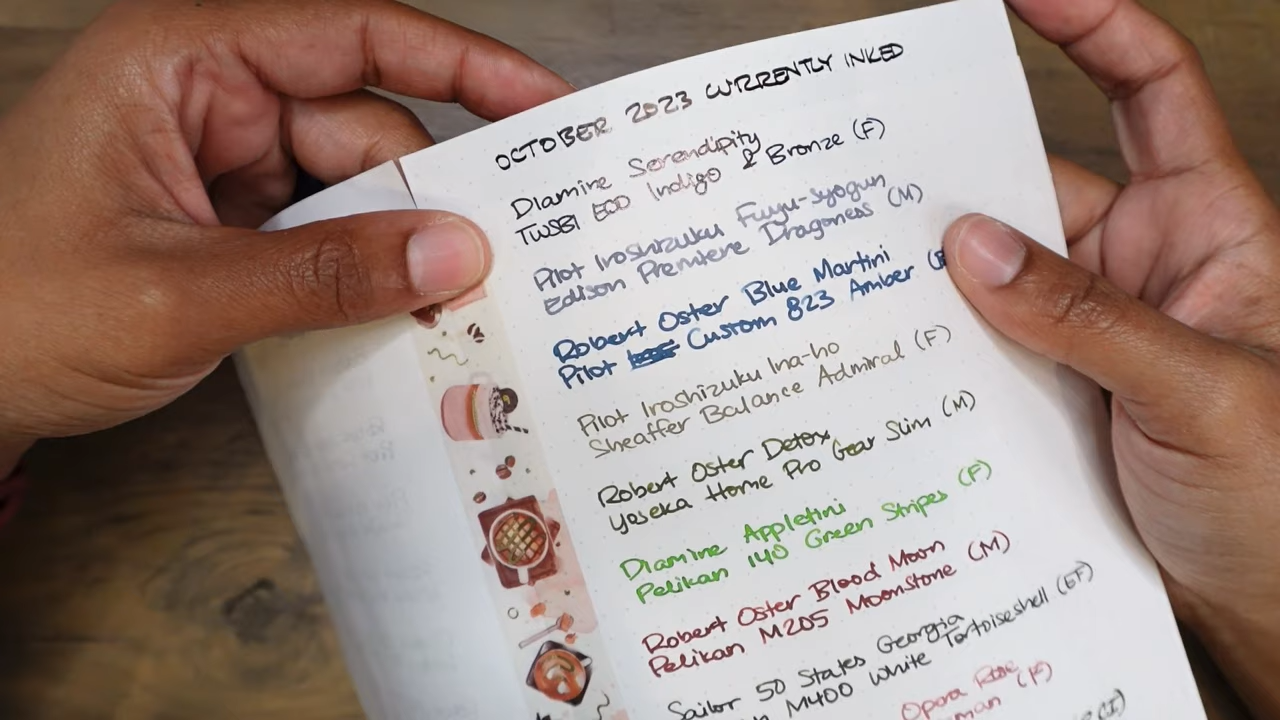 OCTOBER 2023 CURRENTLY INKED
Diamine Serendipity
TWSBI ECO Indigo & Bronze (F)
Pilot Iroshizuku Fuyu-syogun
Edison Premiere Dragoness (M)
Robert Oster Blue Martini
Pilot Custom 823 Amber
Pilot Iroshizuku Ina-ho
Sheaffer Balance Admiral (F)
Robert Oster Detox
Yoseka Home Pro Gear Slim (M)
Diamine Appletini
Pelikan 140 Green Stripes (F)
Robert Oster Blood Moon
Pelikan M205 Moonstone (M)
Sailor 50 States Georgia
M400 White Tortoiseshell (EF)
Opera Rose
(F)